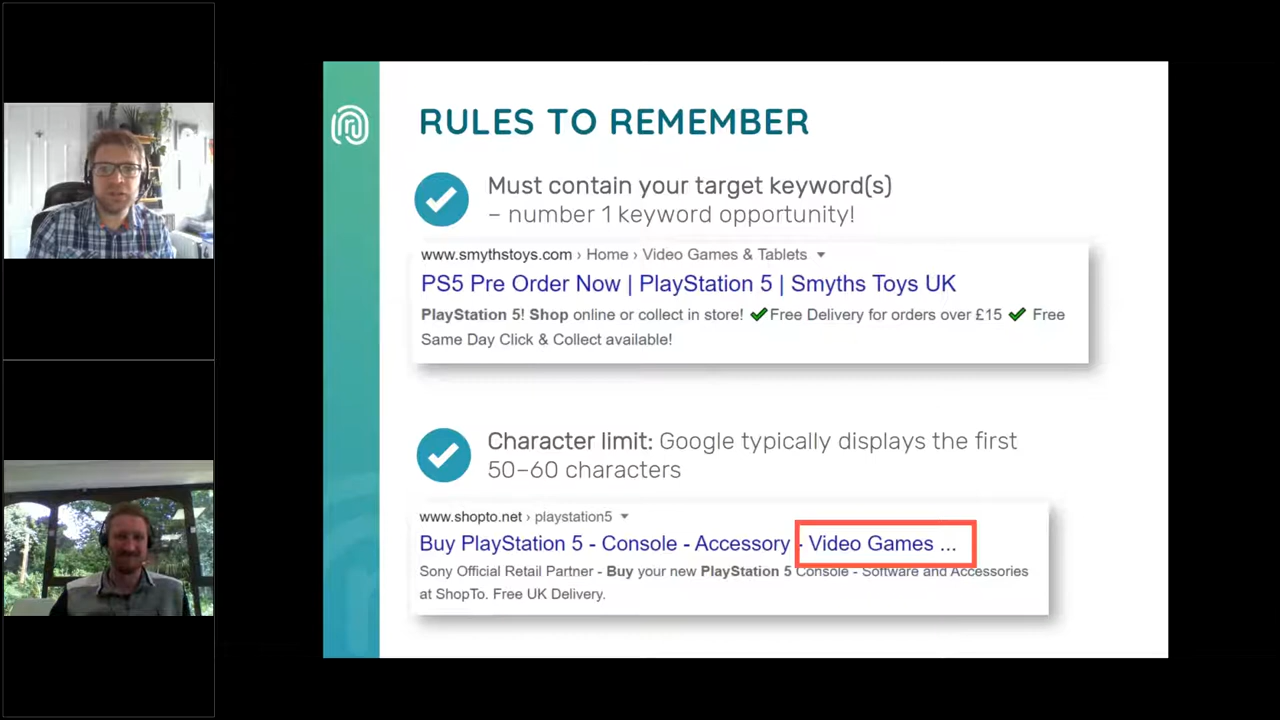 RULES TO REMEMBER
Must contain your target keyword(s)
– number 1 keyword opportunity!
www.smythstoys.com › Home › Video Games & Tablets
PS5 Pre Order Now | PlayStation 5 | Smyths Toys UK
PlayStation 5! Shop online or collect in store! ✔Free Delivery for orders over £15 ✔ Free
Same Day Click & Collect available!
Character limit: Google typically displays the first
50–60 characters
www.shopto.net › playstation5
Buy PlayStation 5 - Console - Accessory - Video Games ...
Sony Official Retail Partner - Buy your new PlayStation 5 Console - Software and Accessories
at ShopTo. Free UK Delivery.